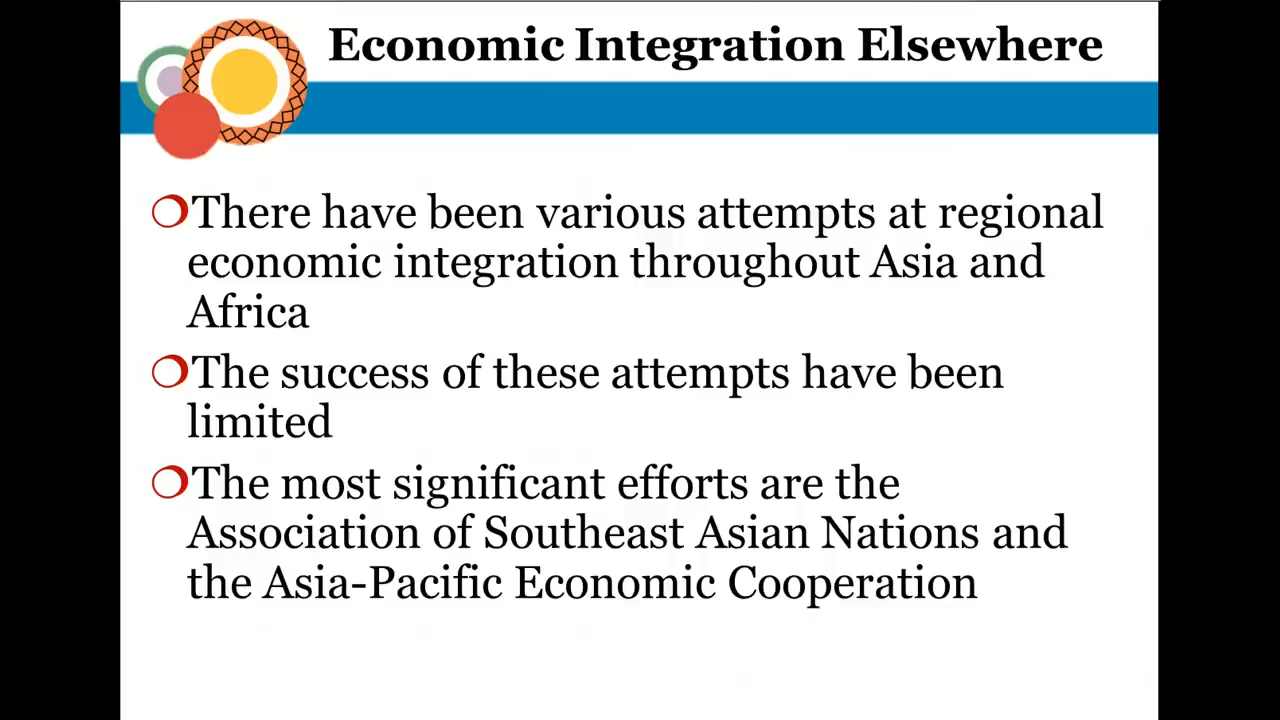 Economic Integration Elsewhere
There have been various attempts at regional
economic integration throughout Asia and
Africa
The success of these attempts have been
limited
The most significant efforts are the
Association of Southeast Asian Nations and
the Asia-Pacific Economic Cooperation